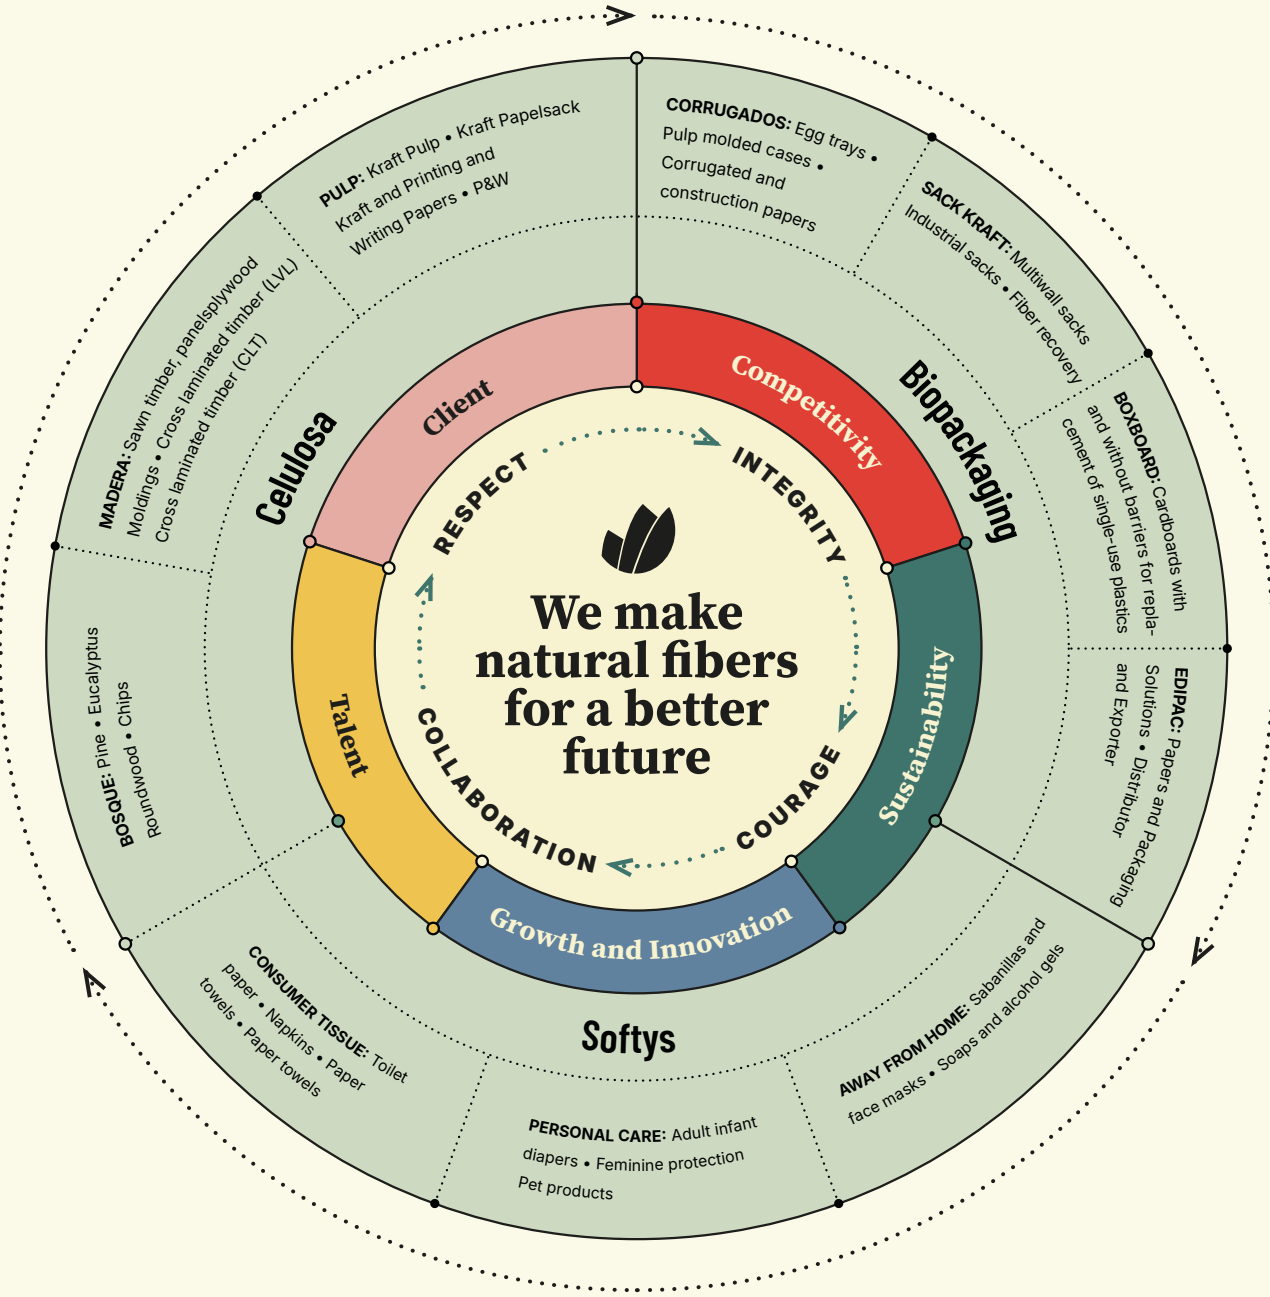 We make
natural fibers
for a better
future
RESPECT
INTEGRITY
COURAGE
COLLABORATION
Client
Competitivity
Sustainability
Growth and Innovation
Talent
Celulosa
PULP: Kraft Pulp • Kraft Papelsack
Kraft and Printing and
Writing Papers • P&W
MADERA: Sawn timber, panelsplywood
Moldings • Cross laminated timber (LVL)
Cross laminated timber (CLT)
BOSQUE: Pine • Eucalyptus
Roundwood • Chips
Biopackaging
CORRUGADOS: Egg trays •
Pulp molded cases •
Corrugated and
construction papers
SACK KRAFT: Multiwall sacks
Industrial sacks • Fiber recovery
BOXBOARD: Cardboards with
and without barriers for repla-
cement of single-use plastics
EDIPAC: Papers and Packaging
Solutions • Distributor
and Exporter
Softys
AWAY FROM HOME: Sabanillas and
face masks • Soaps and alcohol gels
PERSONAL CARE: Adult infant
diapers • Feminine protection
Pet products
CONSUMER TISSUE: Toilet
paper • Napkins • Paper
towels • Paper towels